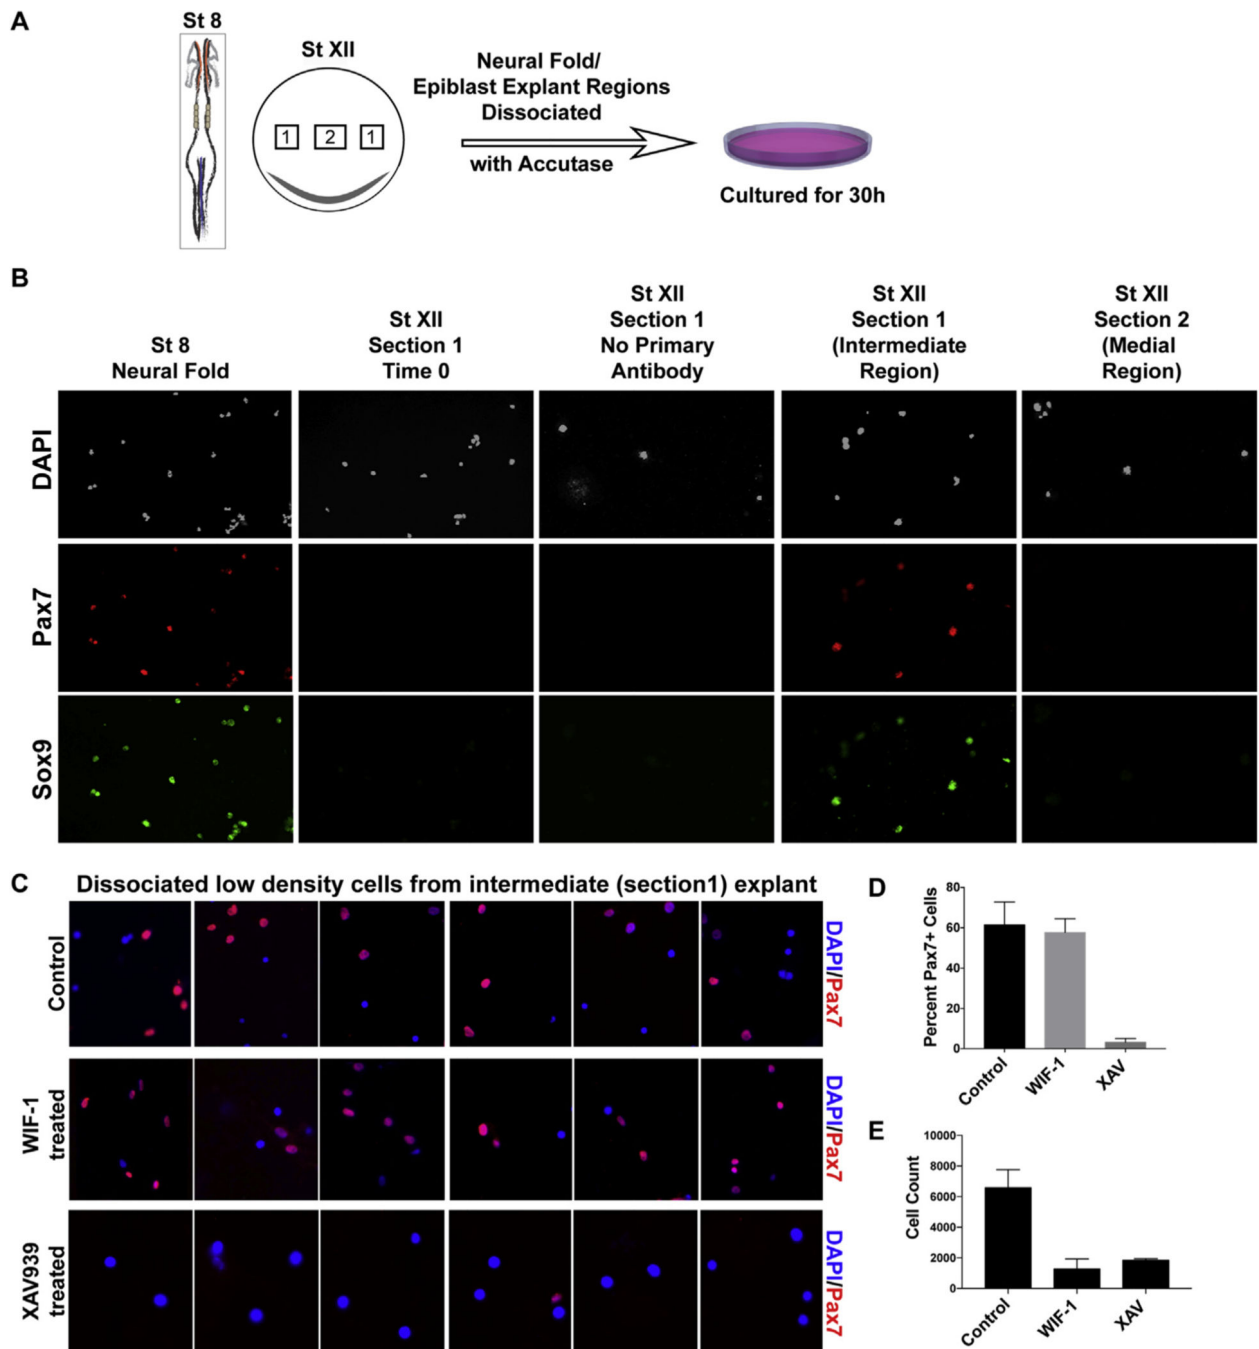 A
St 8
St XII
1
2
1
Neural Fold/
Epiblast Explant Regions
Dissociated
with Accutase
Cultured for 30h
B
St 8
Neural Fold
St XII
Section 1
Time 0
St XII
Section 1
No Primary
Antibody
St XII
Section 1
(Intermediate
Region)
St XII
Section 2
(Medial
Region)
DAPI
Pax7
Sox9
C
Dissociated low density cells from intermediate (section1) explant
Control
DAPI/Pax7
WIF-1
treated
DAPI/Pax7
XAV939
treated
DAPI/Pax7
D
Percent Pax7+ Cells
80
60
40
20
0
Control
WIF-1
XAV
E
Cell Count
10000
8000
6000
4000
2000
0
Control
WIF-1
XAV